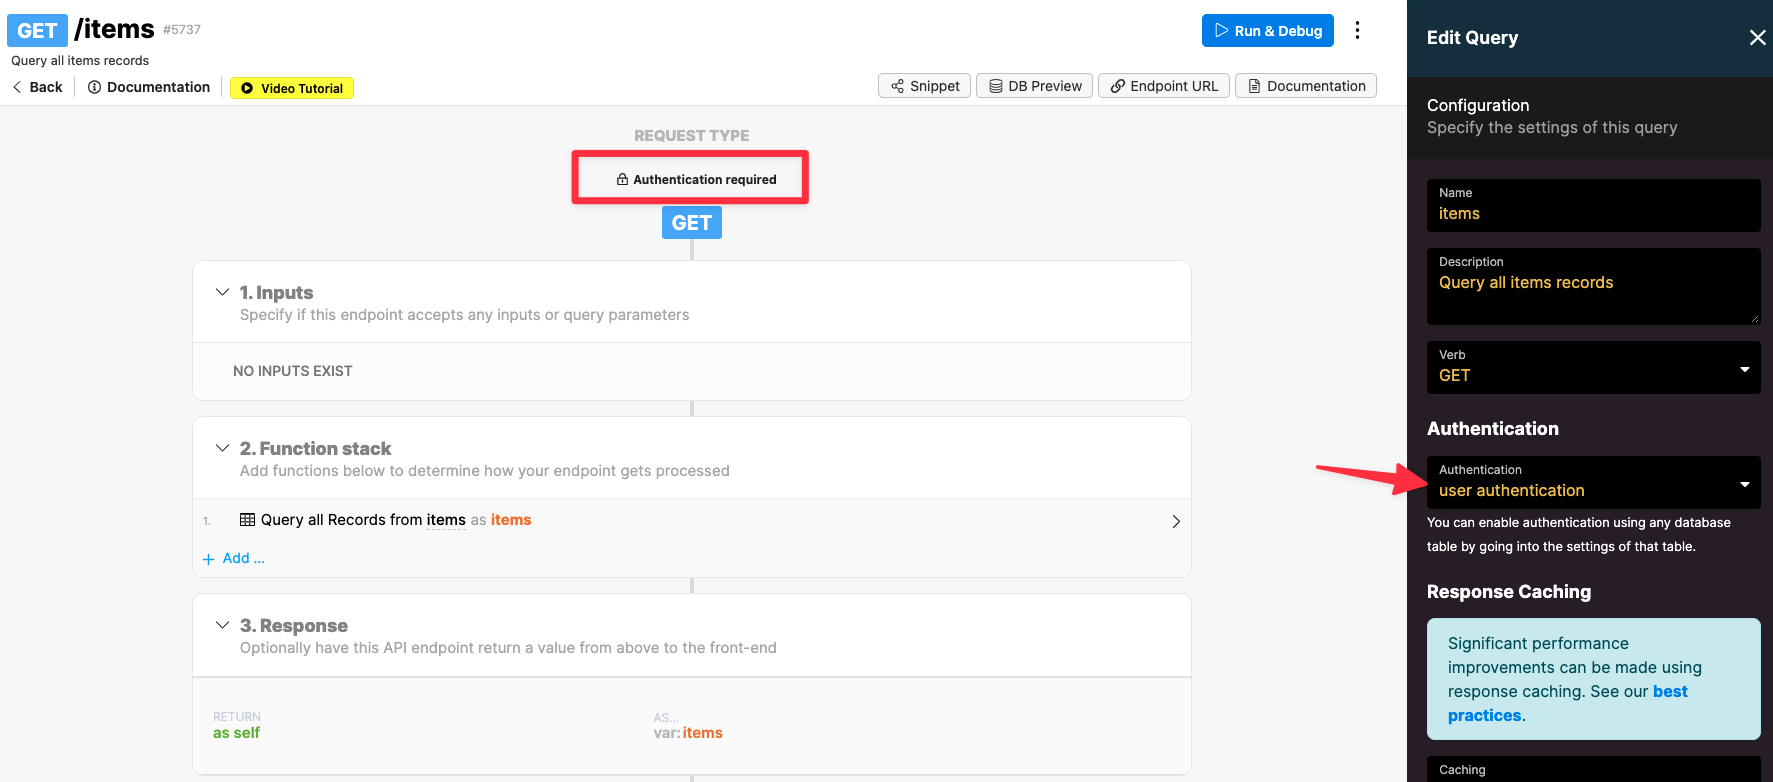 GET /items #5737
Query all items records
Back
Documentation
Video Tutorial
Run & Debug
Snippet
DB Preview
Endpoint URL
Documentation
REQUEST TYPE
Authentication required
GET
1. Inputs
Specify if this endpoint accepts any inputs or query parameters
NO INPUTS EXIST
2. Function stack
Add functions below to determine how your endpoint gets processed
1. Query all Records from items as items
Add ...
3. Response
Optionally have this API endpoint return a value from above to the front-end
RETURN
as self
AS...
var: items
Edit Query
Configuration
Specify the settings of this query
Name
items
Description
Query all items records
Verb
GET
Authentication
Authentication
user authentication
You can enable authentication using any database
table by going into the settings of that table.
Response Caching
Significant performance
improvements can be made using
response caching. See our best
practices.
Caching